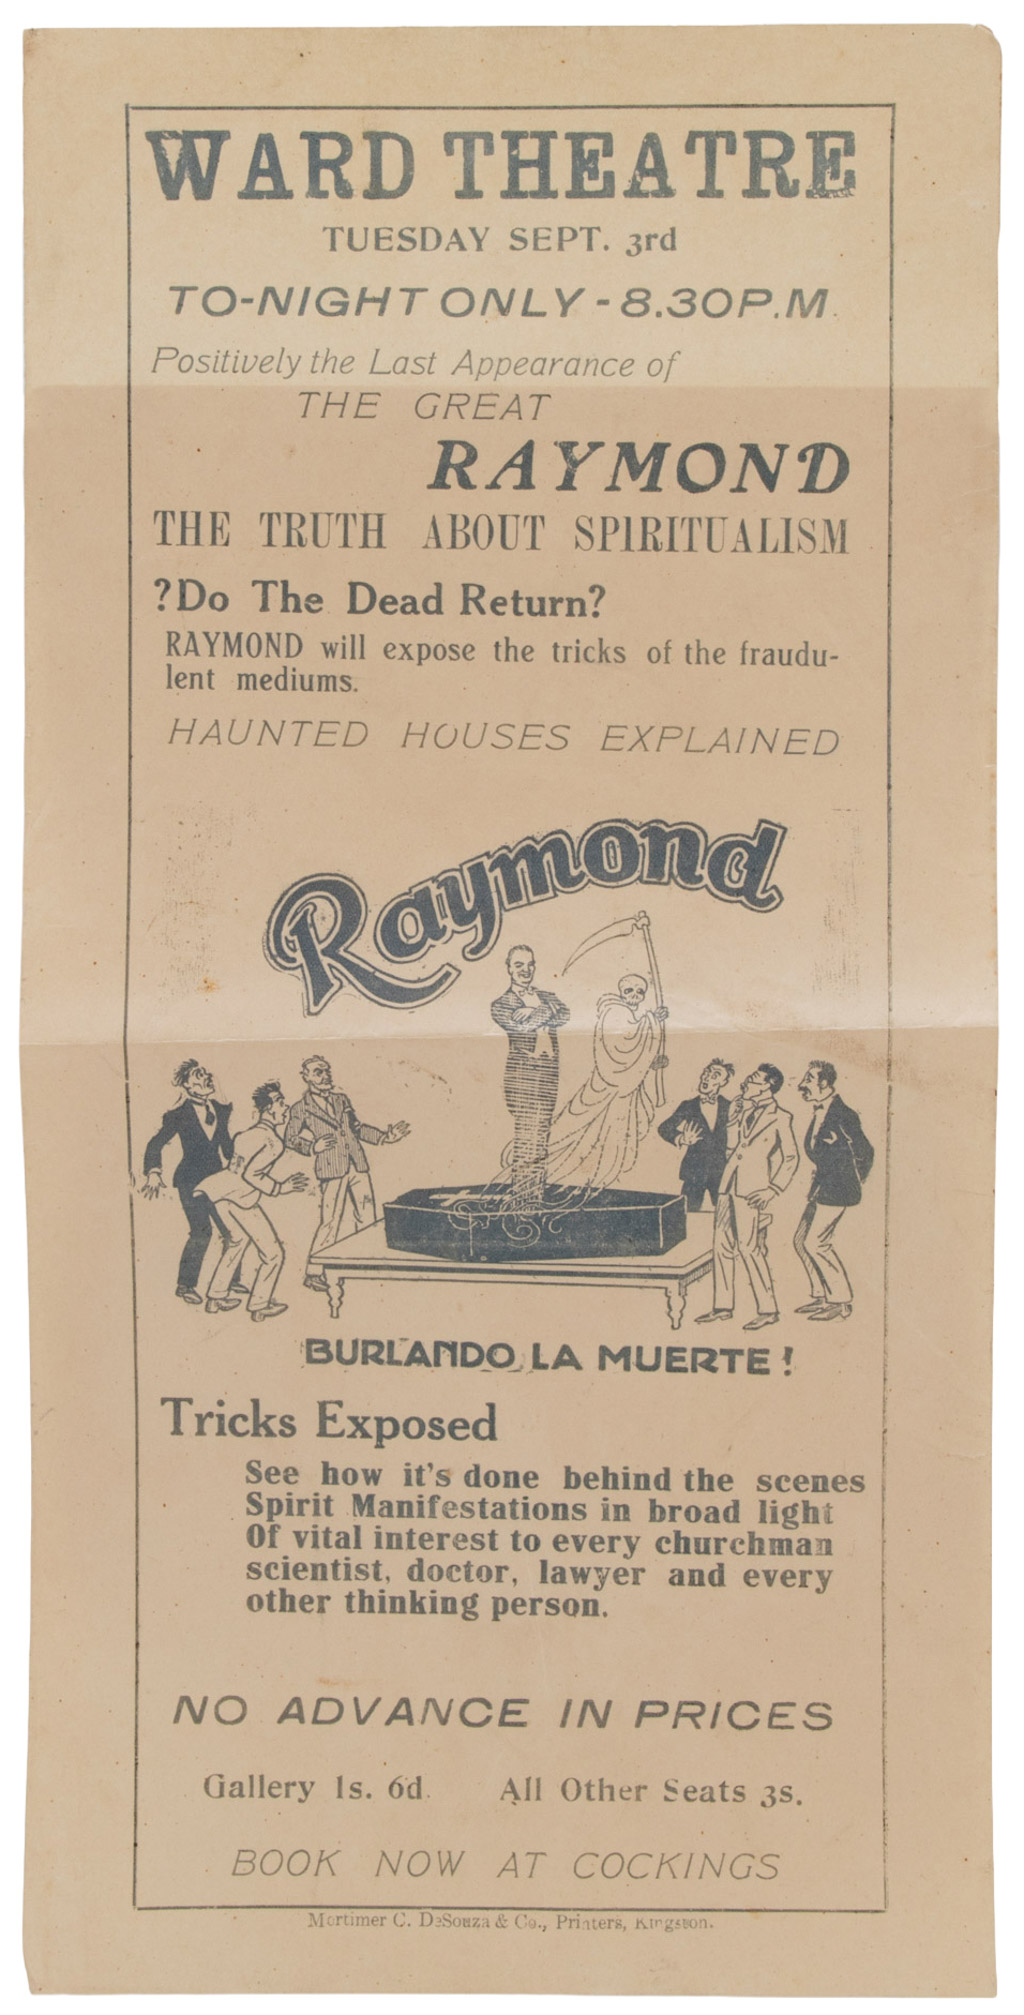 WARD THEATRE
TUESDAY SEPT. 3rd
TO-NIGHT ONLY - 8.30P.M.
Positively the Last Appearance of
THE GREAT
RAYMOND
THE TRUTH ABOUT SPIRITUALISM
?Do The Dead Return?
RAYMOND will expose the tricks of the fraudu-
lent mediums.
HAUNTED HOUSES EXPLAINED
Raymond
BURLANDO LA MUERTE!
Tricks Exposed
See how it's done behind the scenes
Spirit Manifestations in broad light
Of vital interest to every churchman
scientist, doctor, lawyer and every
other thinking person.
NO ADVANCE IN PRICES
Gallery 1s. 6d. All Other Seats 3s.
BOOK NOW AT COCKINGS
Mortimer C. DeSouza & Co., Printers, Kingston.